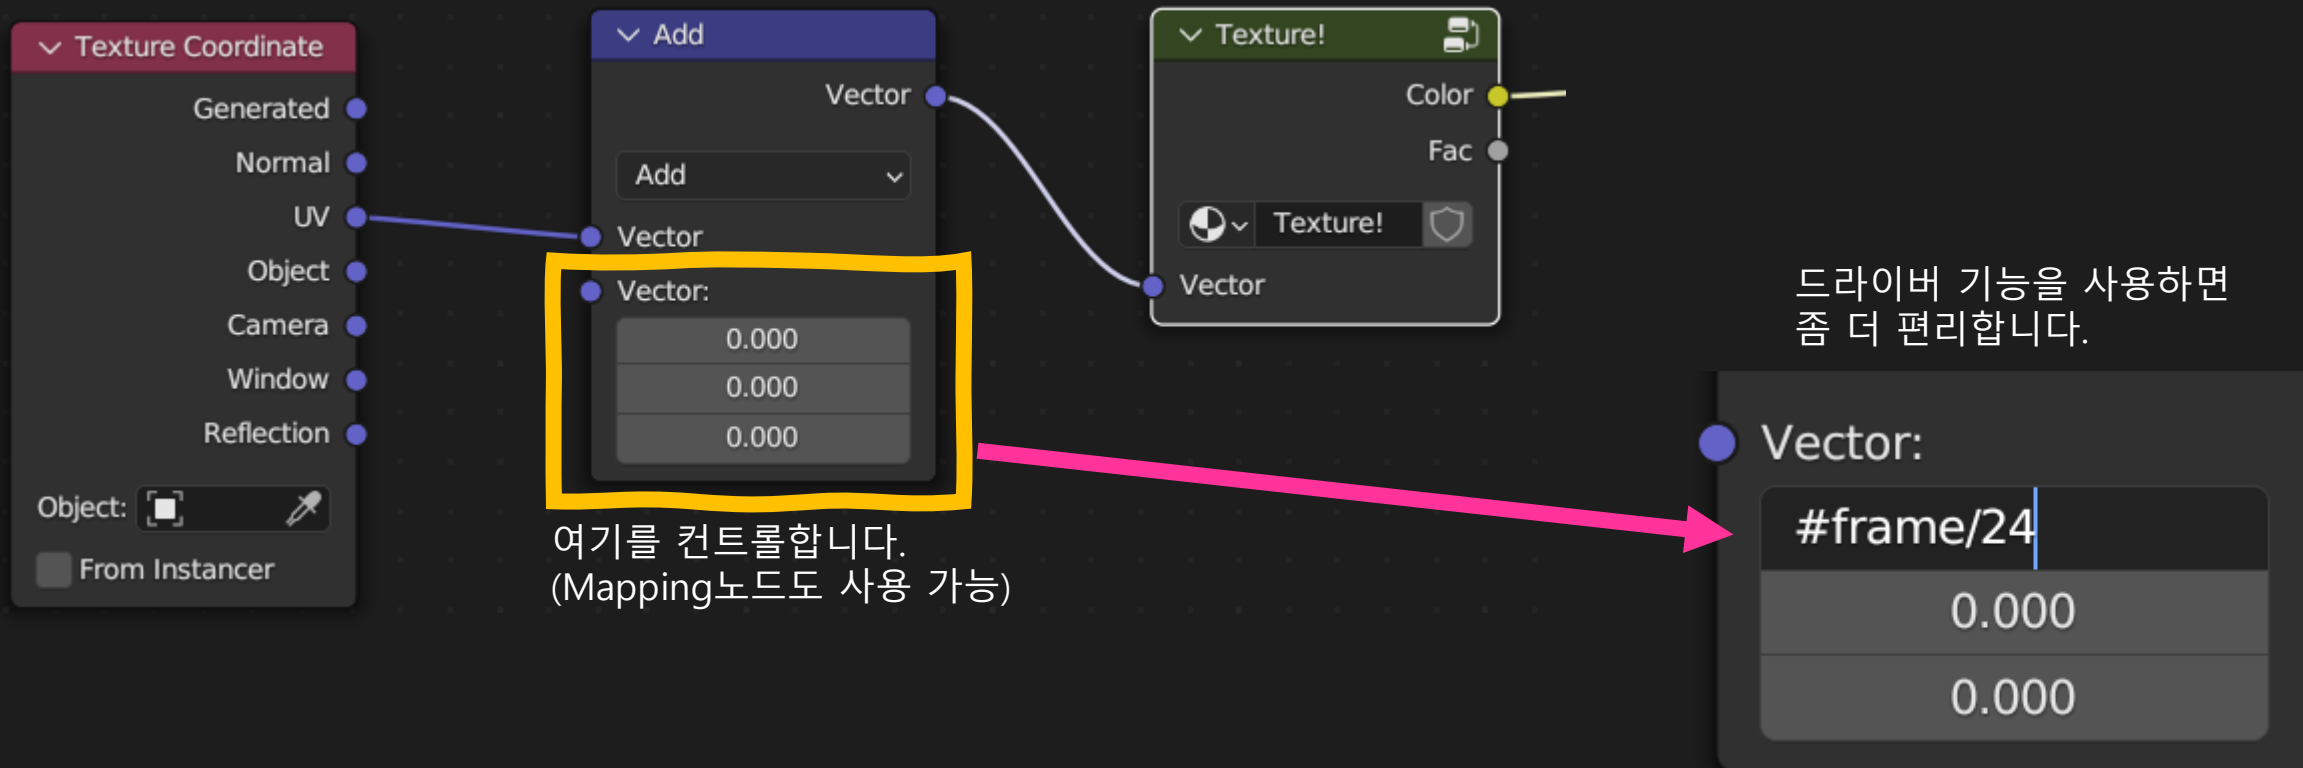 Texture Coordinate
Generated
Normal
UV
Object
Camera
Window
Reflection
Object:
From Instancer
Add
Vector
Add
Vector
Vector:
0.000
0.000
0.000
여기를 컨트롤합니다.
(Mapping노드도 사용 가능)
Texture!
Color
Fac
Texture!
Vector
드라이버 기능을 사용하면
좀 더 편리합니다.
Vector:
#frame/24
0.000
0.000